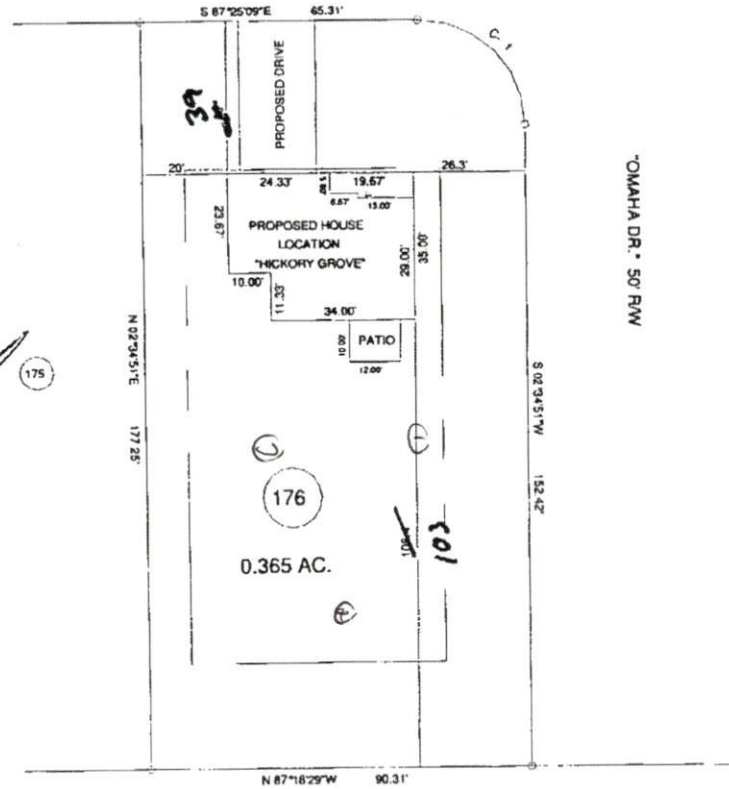 S 87°25'09"E 65.31'
C. 1
39
PROPOSED DRIVE
"OMAHA DR." 50' R/W
20'
26.3'
24.33'
19.67'
6.67'
15.00'
23.67'
PROPOSED HOUSE
LOCATION
"HICKORY GROVE"
29.00'
35.00'
10.00'
11.33'
34.00'
PATIO
10.00'
12.00'
N 02°34'51"E 177.25'
S 02°34'51"W 152.42'
175
C
1
176
103
0.365 AC.
N 87°18'29"W 90.31'